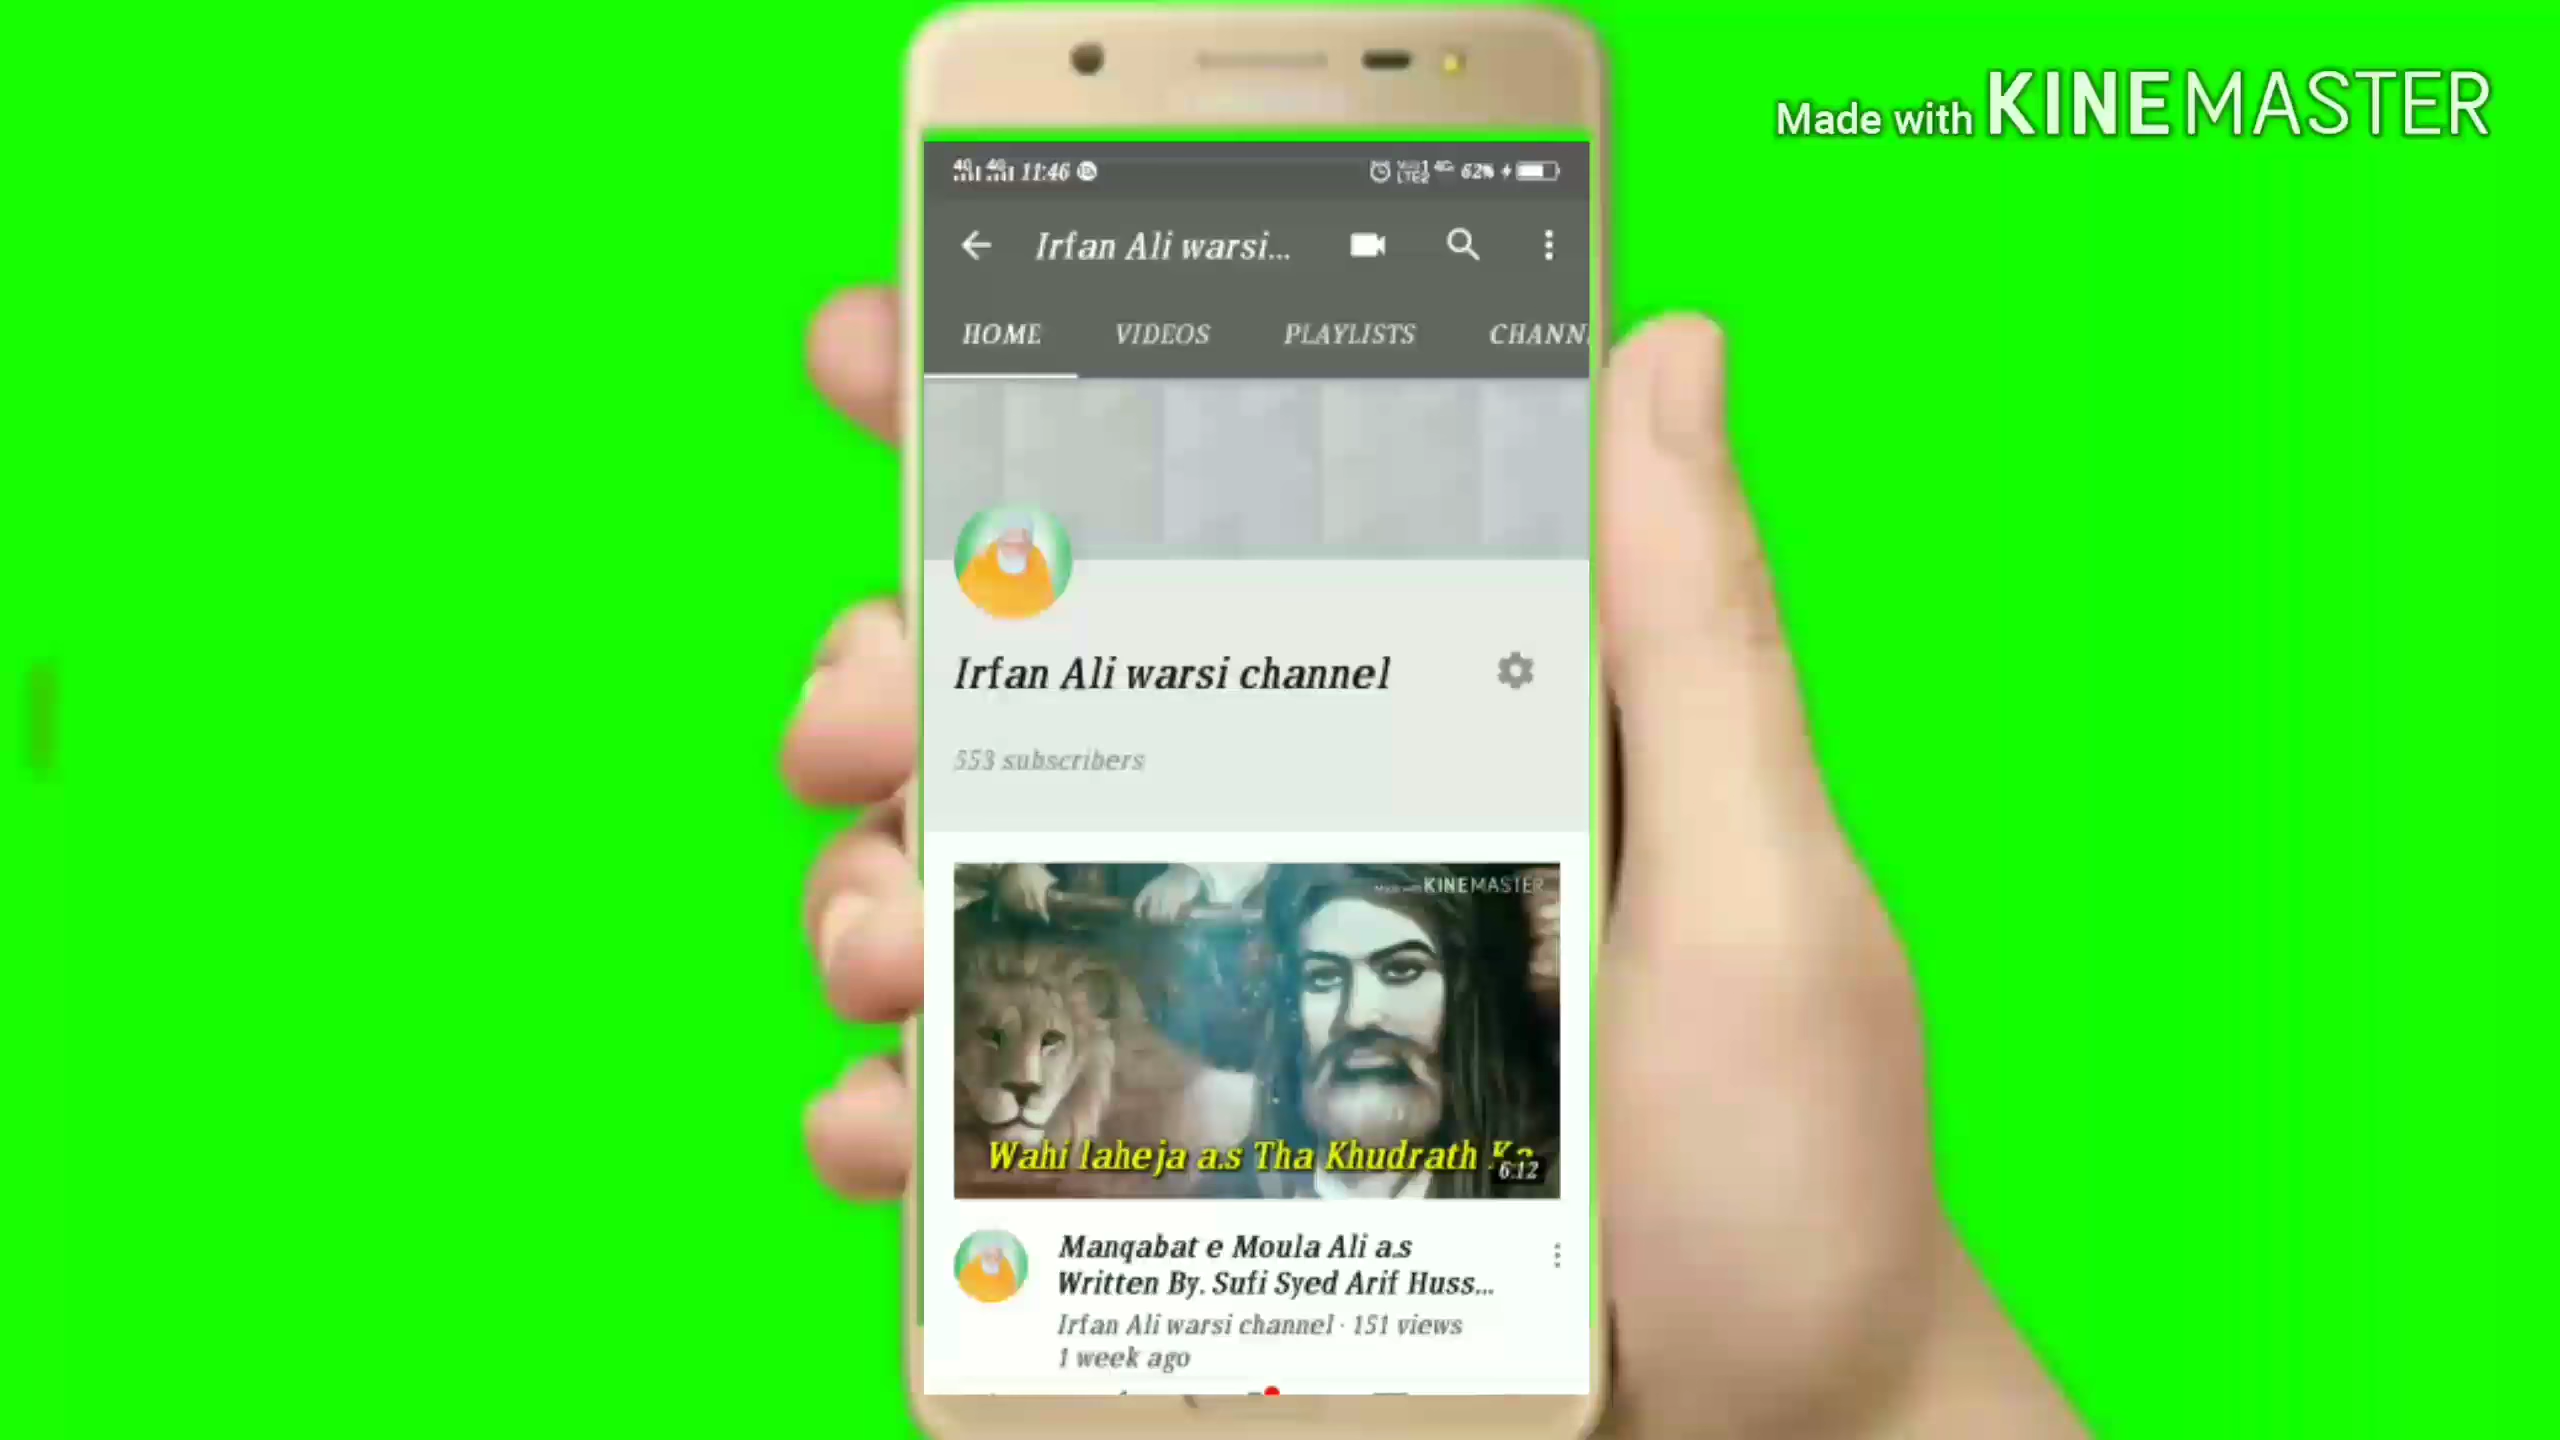 Made with KINEMASTER
11:46
62%
Irfan Ali warsi...
HOME VIDEOS PLAYLISTS CHANN
Irfan Ali warsi channel
553 subscribers
Made with KINEMASTER
Wahi laheja a.s Tha Khudrath
6:12
Manqabat e Moula Ali a.s
Written By. Sufi Syed Arif Huss...
Irfan Ali warsi channel · 151 views
1 week ago